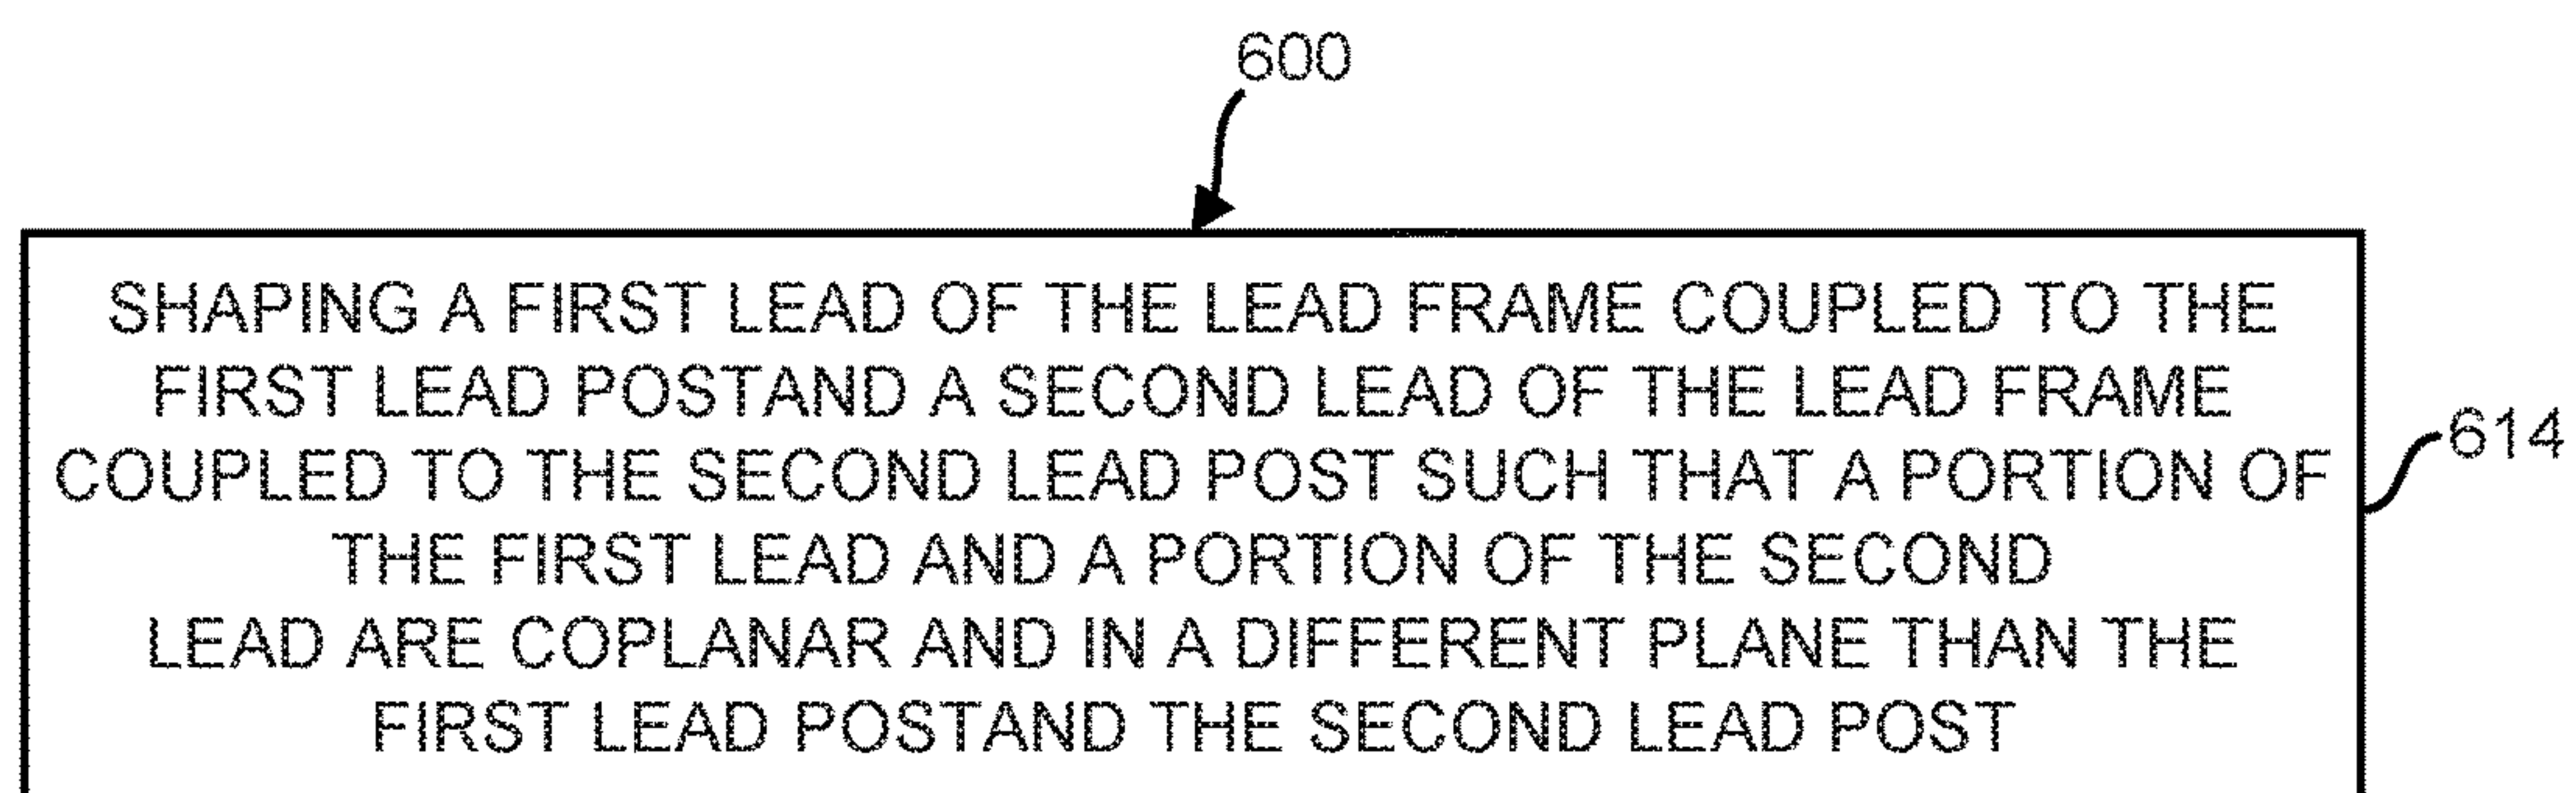 600
SHAPING A FIRST LEAD OF THE LEAD FRAME COUPLED TO THE
FIRST LEAD POSTAND A SECOND LEAD OF THE LEAD FRAME
COUPLED TO THE SECOND LEAD POST SUCH THAT A PORTION OF
THE FIRST LEAD AND A PORTION OF THE SECOND
LEAD ARE COPLANAR AND IN A DIFFERENT PLANE THAN THE
FIRST LEAD POSTAND THE SECOND LEAD POST
614